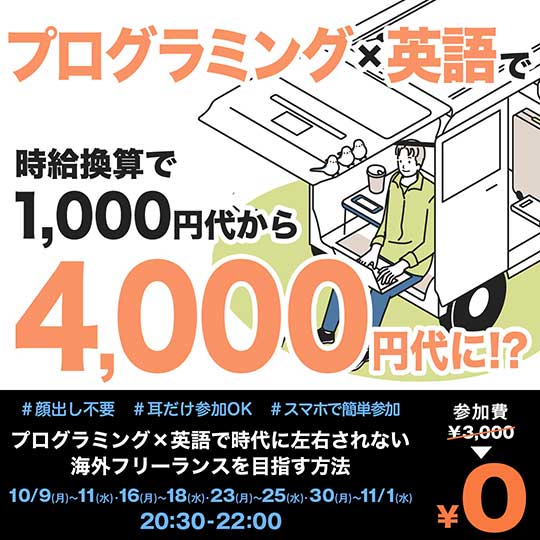 プログラミング×英語で
時給換算で
1,000円代から
4,000円代に!?
#顔出し不要 #耳だけ参加OK #スマホで簡単参加
プログラミング×英語で時代に左右されない
海外フリーランスを目指す方法
10/9(月)~11(水)・16(月)~18(水)・23(月)~25(水)・30(月)~11/1(水)
20:30-22:00
参加費
¥3,000
¥0